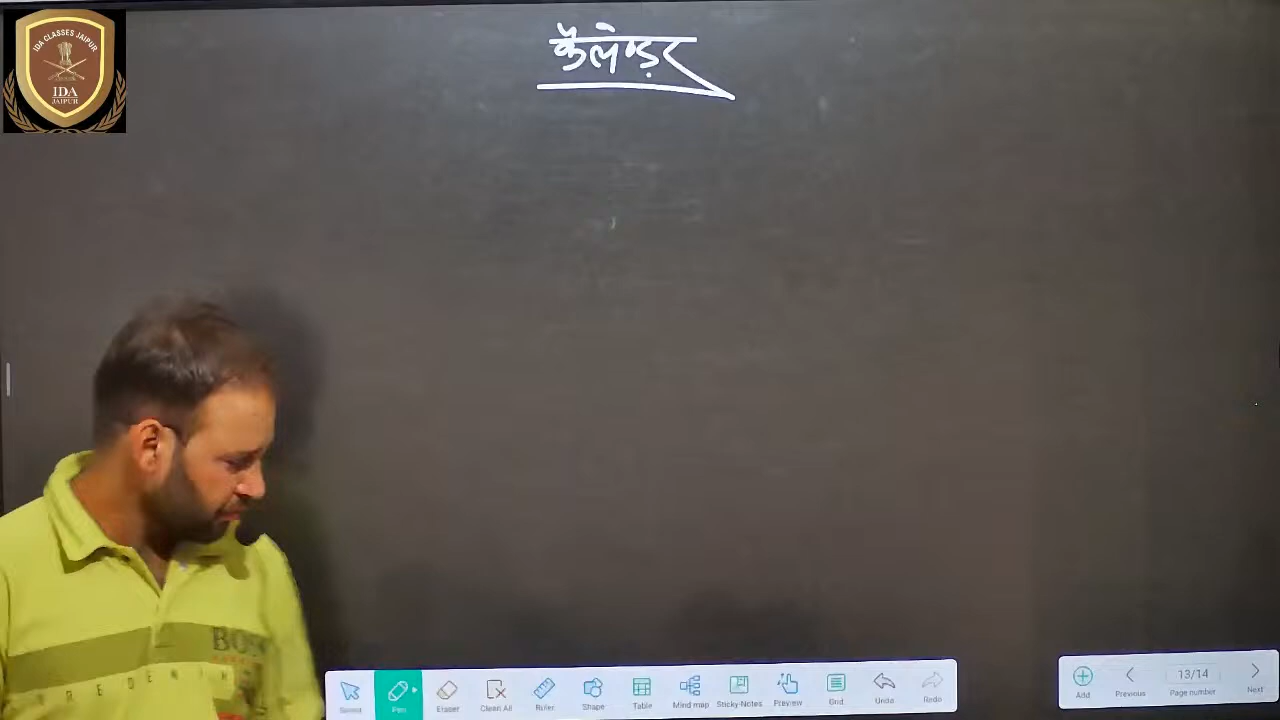 IDA CLASSES JAIPUR
IDA
JAIPUR
कैलेण्डर
BOSS
Select
Pen
Eraser
Clean All
Ruler
Shape
Table
Mind map
Sticky-Notes
Preview
Grid
Undo
Redo
Add
Previous
13/14
Page number
Next